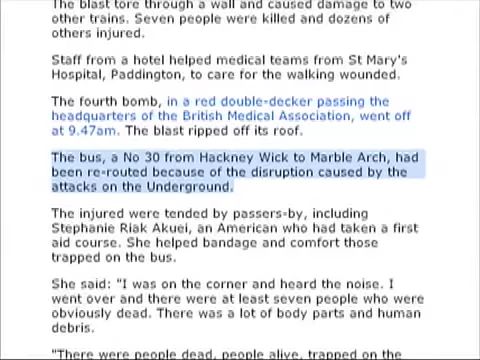 The blast tore through a wall and caused damage to two
other trains. Seven people were killed and dozens of
others injured.
Staff from a hotel helped medical teams from St Mary's
Hospital, Paddington, to care for the walking wounded.
The fourth bomb, in a red double-decker passing the
headquarters of the British Medical Association, went off
at 9.47am. The blast ripped off its roof.
The bus, a No 30 from Hackney Wick to Marble Arch, had
been re-routed because of the disruption caused by the
attacks on the Underground.
The injured were tended by passers-by, including
Stephanie Riak Akuei, an American who had taken a first
aid course. She helped bandage and comfort those
trapped on the bus.
She said: "I was on the corner and heard the noise. I
went over and there were at least seven people who were
obviously dead. There was a lot of body parts and human
debris.
"There were people dead, people alive, trapped on the